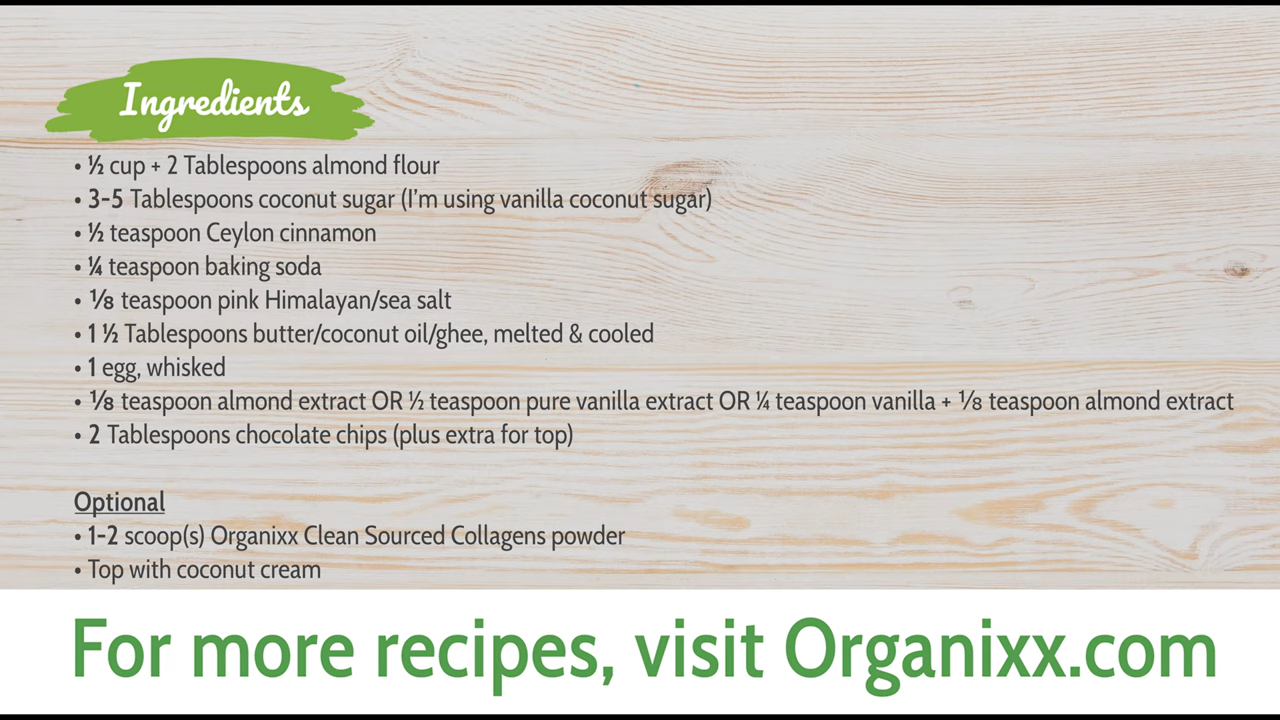 Ingredients
• ½ cup + 2 Tablespoons almond flour
• 3-5 Tablespoons coconut sugar (I'm using vanilla coconut sugar)
• ½ teaspoon Ceylon cinnamon
• ¼ teaspoon baking soda
• ⅛ teaspoon pink Himalayan/sea salt
• 1 ½ Tablespoons butter/coconut oil/ghee, melted & cooled
• 1 egg, whisked
• ⅛ teaspoon almond extract OR ½ teaspoon pure vanilla extract OR ¼ teaspoon vanilla + ⅛ teaspoon almond extract
• 2 Tablespoons chocolate chips (plus extra for top)
Optional
• 1-2 scoop(s) Organixx Clean Sourced Collagens powder
• Top with coconut cream
For more recipes, visit Organixx.com